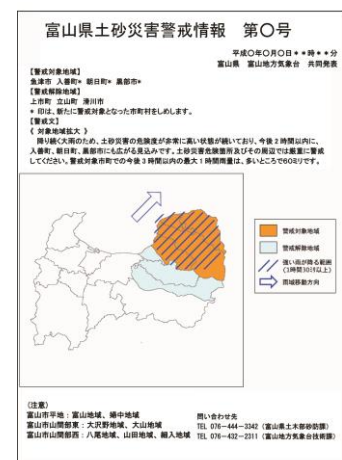 富山県土砂災害警戒情報　第〇号
平成〇年〇月〇日＊＊時＊＊分
富山県　富山地方気象台　共同発表
【警戒対象地域】
魚津市 入善町＊ 朝日町＊ 黒部市＊
【警戒解除地域】
上市町 立山町 滑川市
＊ 印は、新たに警戒対象となった市町村をしめします。
【警戒文】
《 対象地域拡大 》
降り続く大雨のため、土砂災害の危険度が非常に高い状態が続いており、今後２時間以内に、
入善町、朝日町、黒部市にも広がる見込みです。土砂災害危険箇所及びその周辺では厳重に警戒
してください。警戒対象市町での今後３時間以内の最大１時間雨量は、多いところで60ミリです。
警戒対象地域
警戒解除地域
強い雨が降る範囲
(１時間30ﾐﾘ以上)
雨域移動方向
(注意)
富山市平地：富山地域、婦中地域
富山市山間部東：大沢野地域、大山地域
富山市山間部西：八尾地域、山田地域、細入地域
問い合わせ先
TEL 076－444－3342（富山県土木部砂防課）
TEL 076－432－2311（富山地方気象台技術課）